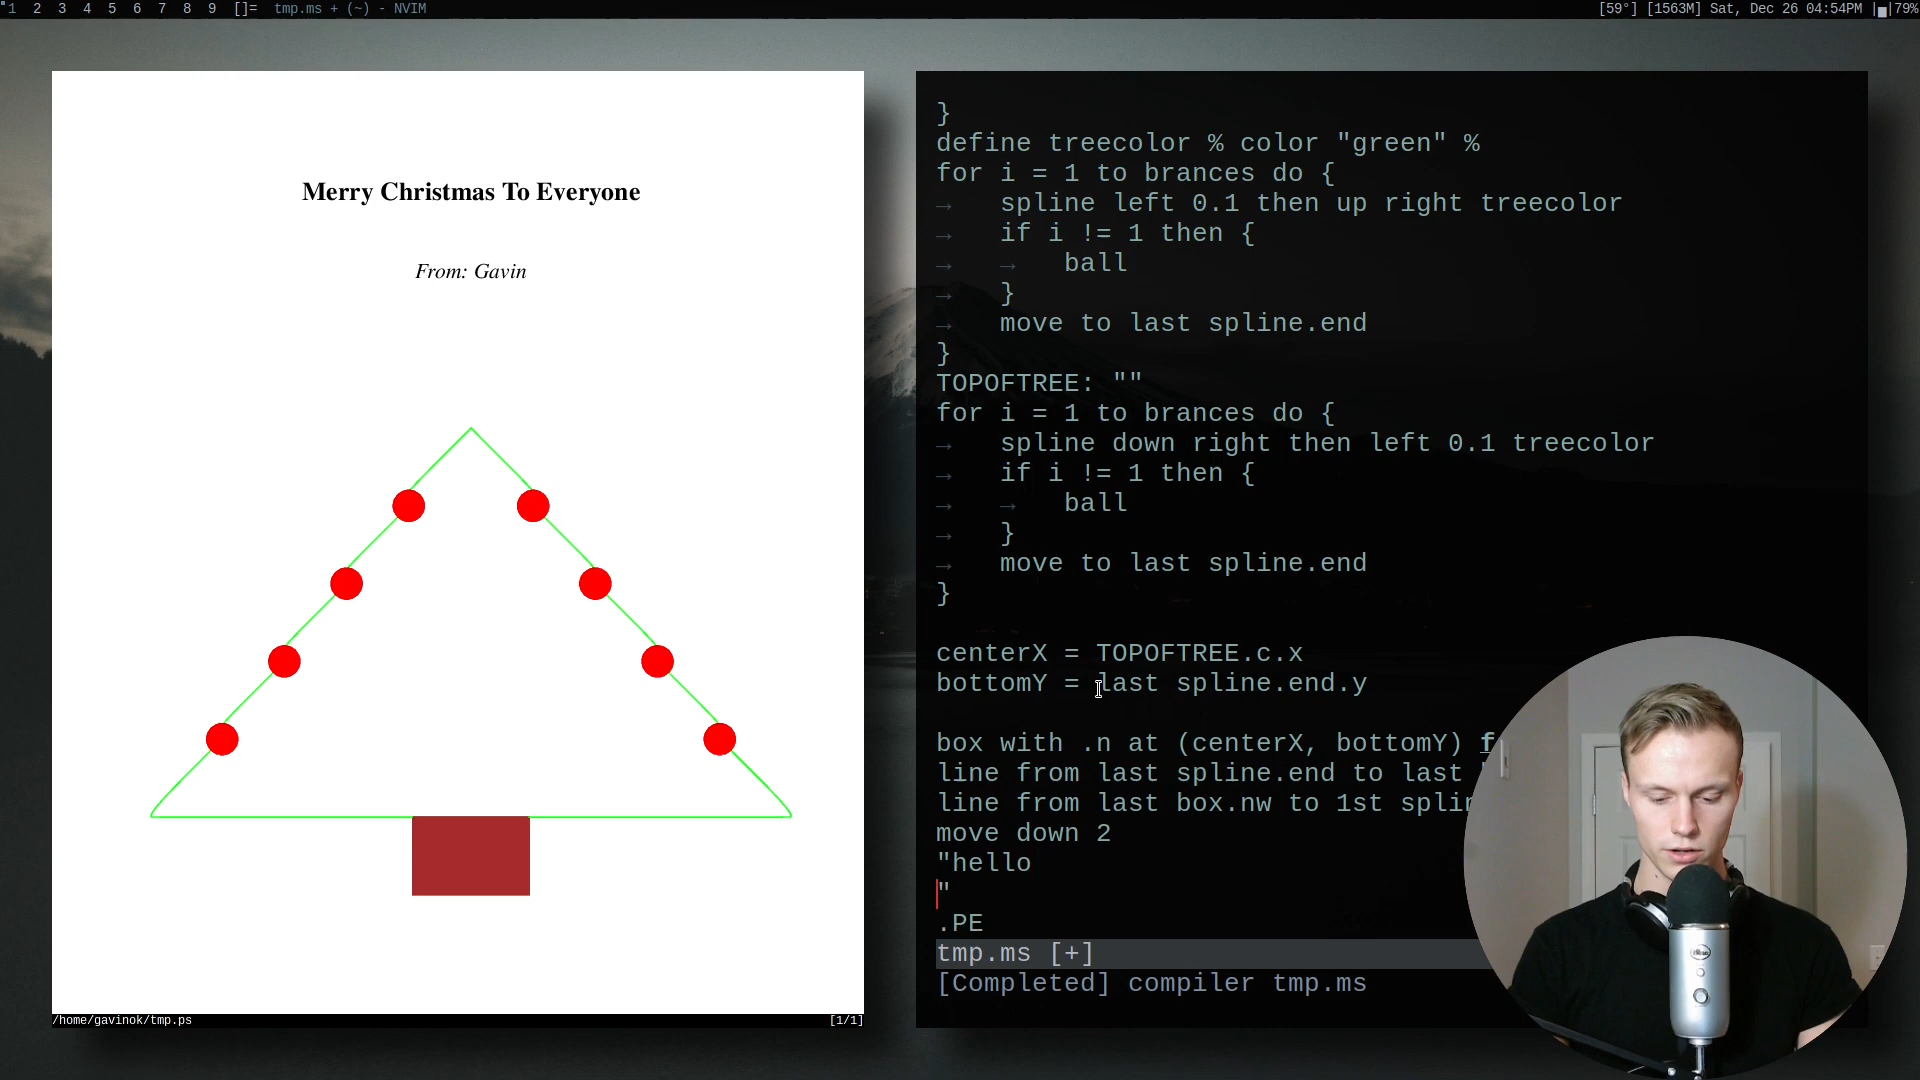 1 2 3 4 5 6 7 8 9 []= tmp.ms + (~) - NVIM
[59°] [1563M] Sat, Dec 26 04:54PM | |79%
Merry Christmas To Everyone
From: Gavin
/home/gavinok/tmp.ps
[1/1]
}
define treecolor % color "green" %
for i = 1 to brances do {
→ spline left 0.1 then up right treecolor
→ if i != 1 then {
→ → ball
→ }
→ move to last spline.end
}
TOPOFTREE: ""
for i = 1 to brances do {
→ spline down right then left 0.1 treecolor
→ if i != 1 then {
→ → ball
→ }
→ move to last spline.end
}
centerX = TOPOFTREE.c.x
bottomY = last spline.end.y
box with .n at (centerX, bottomY) f
line from last spline.end to last
line from last box.nw to 1st splin
move down 2
"hello
"
.PE
tmp.ms [+]
[Completed] compiler tmp.ms